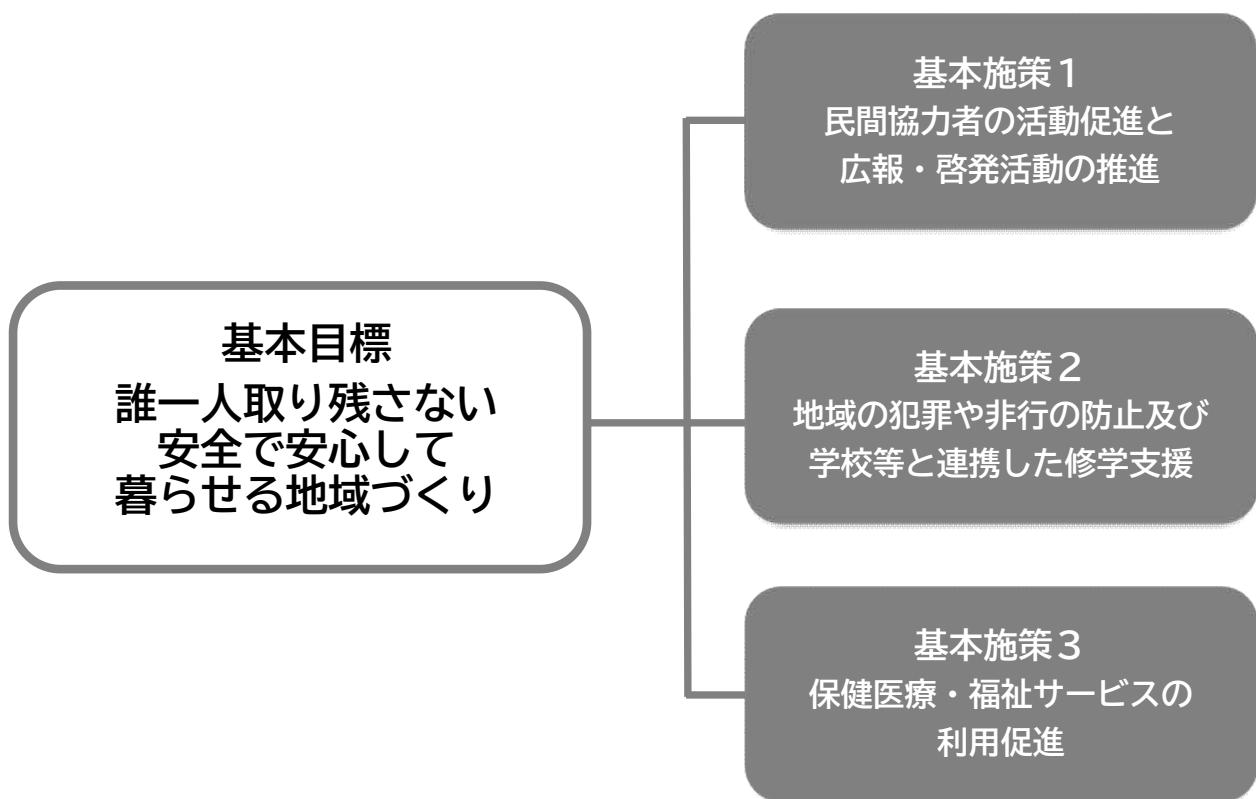 基本目標
誰一人取り残さない
安全で安心して
暮らせる地域づくり
基本施策１
民間協力者の活動促進と
広報・啓発活動の推進
基本施策２
地域の犯罪や非行の防止及び
学校等と連携した修学支援
基本施策３
保健医療・福祉サービスの
利用促進